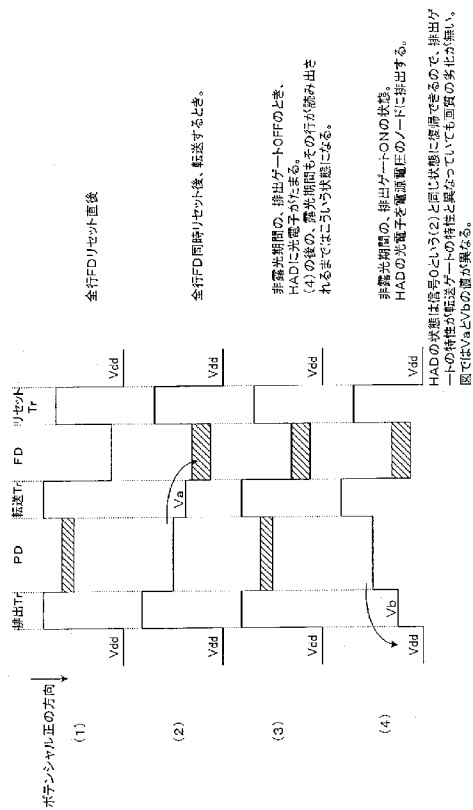 ポテンシャル正の方向
排出Tr
PD
転送Tr
FD
リセット
Tr
(1)
Vdd
Vdd
全行FDリセット直後
(2)
Vdd
Va
Vdd
全行FD同時リセット後、転送するとき。
(3)
Vdd
Vdd
非露光期間の、排出ゲートOFFのとき、
HADに光電子がたまる。
(4)の後の、露光期間もその行が読み出さ
れるまではこういう状態になる。
(4)
Vdd
Vb
Vdd
非露光期間の、排出ゲートONの状態。
HADの光電子を電源電圧のノードに排出する。
HADの状態は信号0という(2)と同じ状態に復帰できるので、排出ゲ
ートの特性が転送ゲートの特性と異なっていても画質の劣化が無い。
図ではVaとVbの値が異なる。